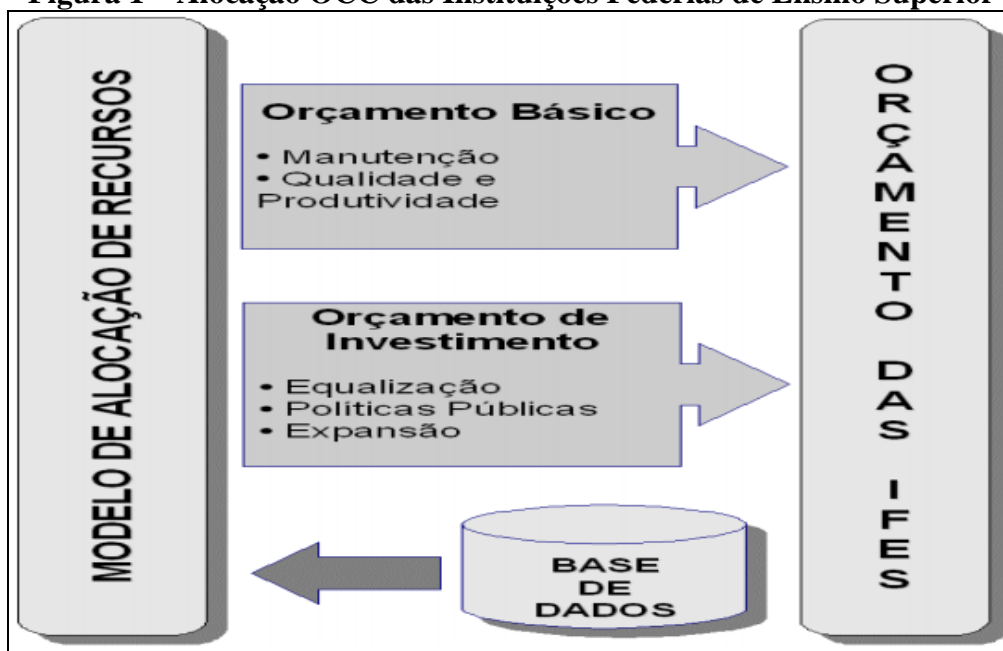 Figura 1 – Alocação OCC das Instituições Federias de Ensino Superior
MODELO DE ALOCAÇÃO DE RECURSOS
Orçamento Básico
• Manutenção
• Qualidade e
Produtividade
Orçamento de
Investimento
• Equalização
• Políticas Públicas
• Expansão
BASE
DE
DADOS
ORÇAMENTO DAS IFES